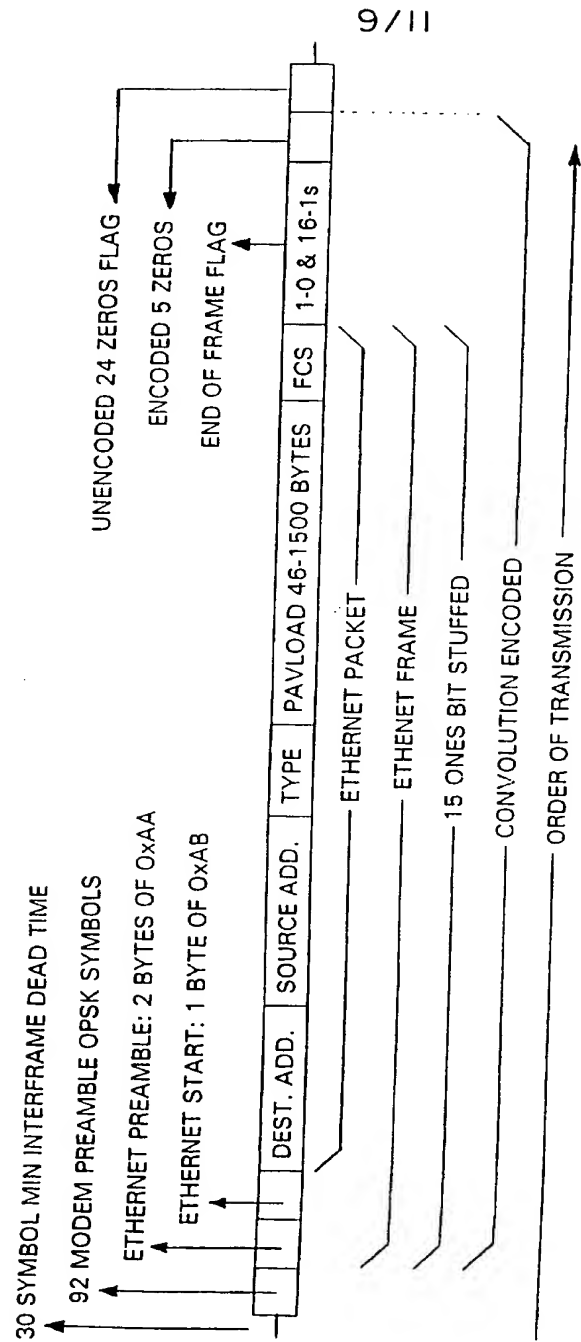 9/11
30 SYMBOL MIN INTERFRAME DEAD TIME
92 MODEM PREAMBLE OPSK SYMBOLS
ETHERNET PREAMBLE: 2 BYTES OF 0xAA
ETHERNET START: 1 BYTE OF 0xAB
UNENCODED 24 ZEROS FLAG
ENCODED 5 ZEROS
END OF FRAME FLAG
DEST. ADD. SOURCE ADD. TYPE PAVLOAD 46-1500 BYTES FCS 1-0 & 16-1s
ETHERNET PACKET
ETHENET FRAME
15 ONES BIT STUFFED
CONVOLUTION ENCODED
ORDER OF TRANSMISSION